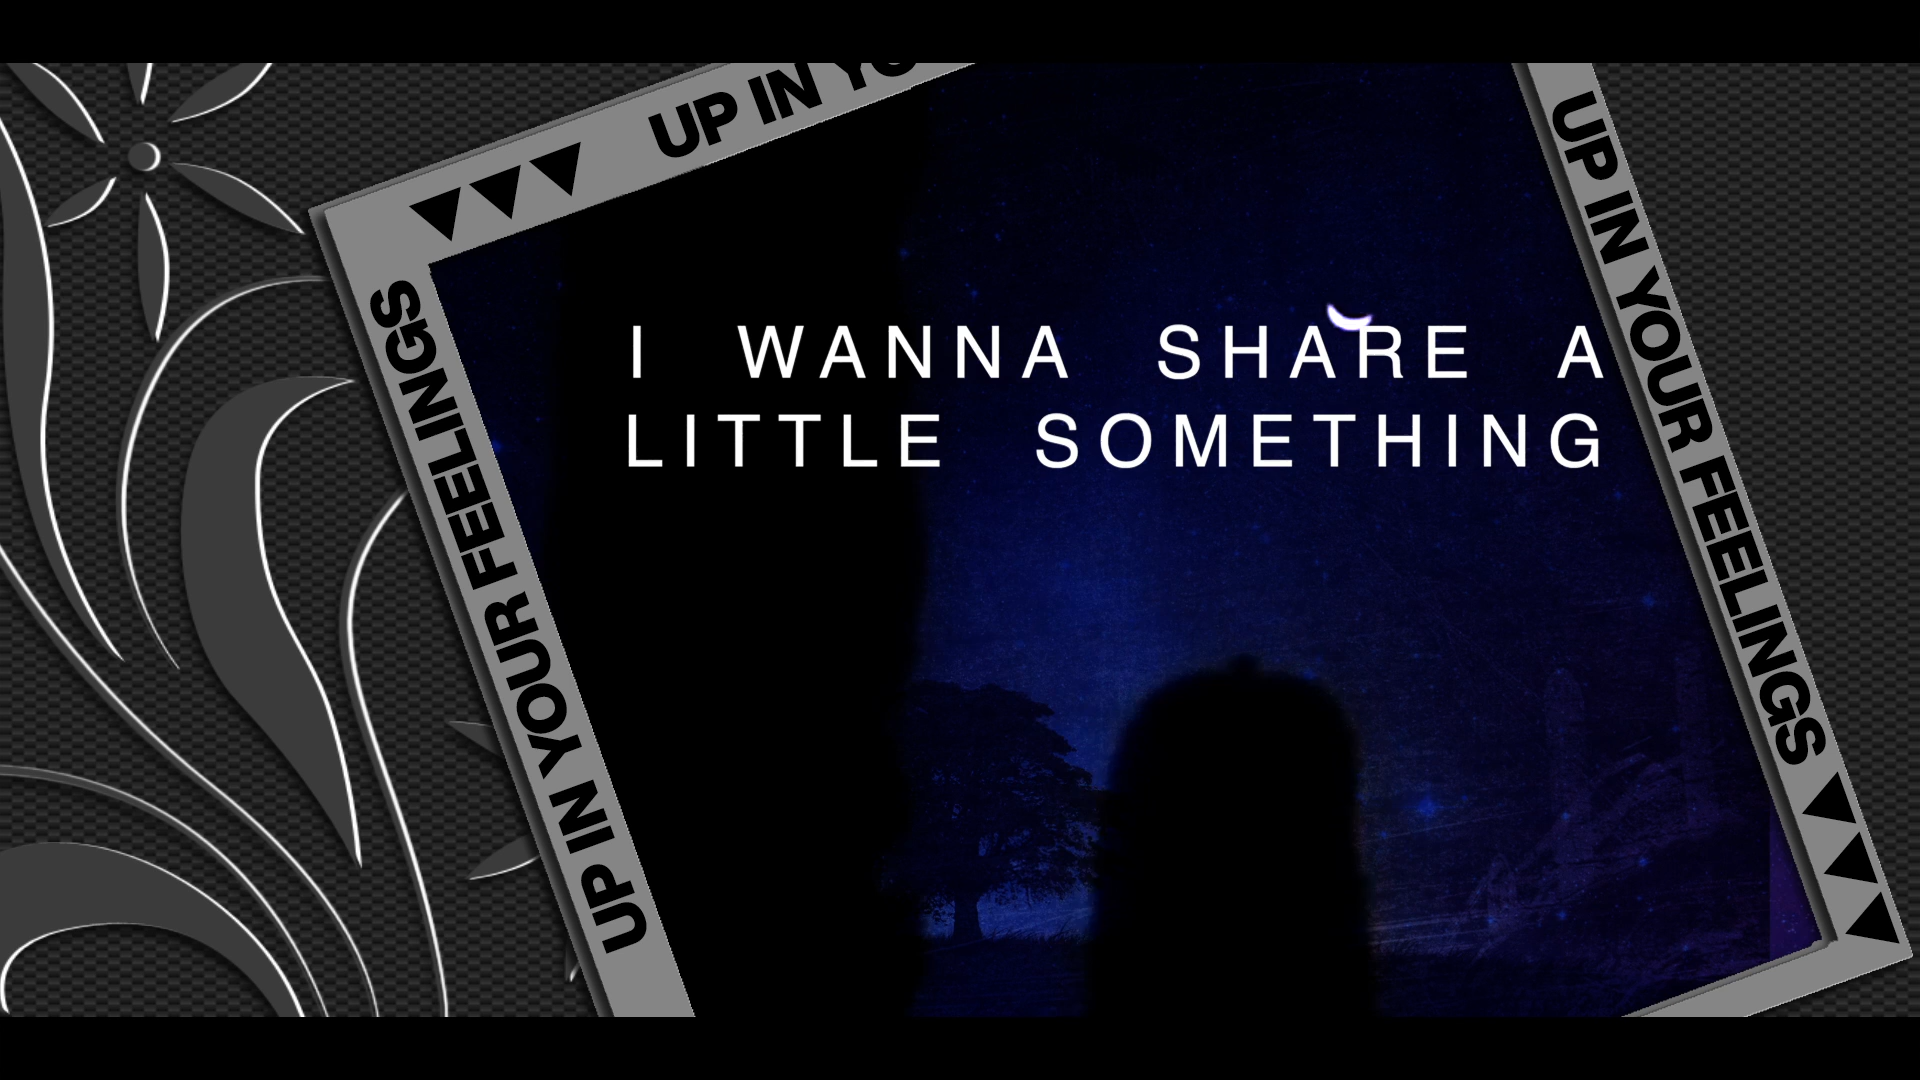 UP IN YO
UP IN YOUR FEELINGS
I WANNA SHARE A
LITTLE SOMETHING
UP IN YOUR FEELINGS